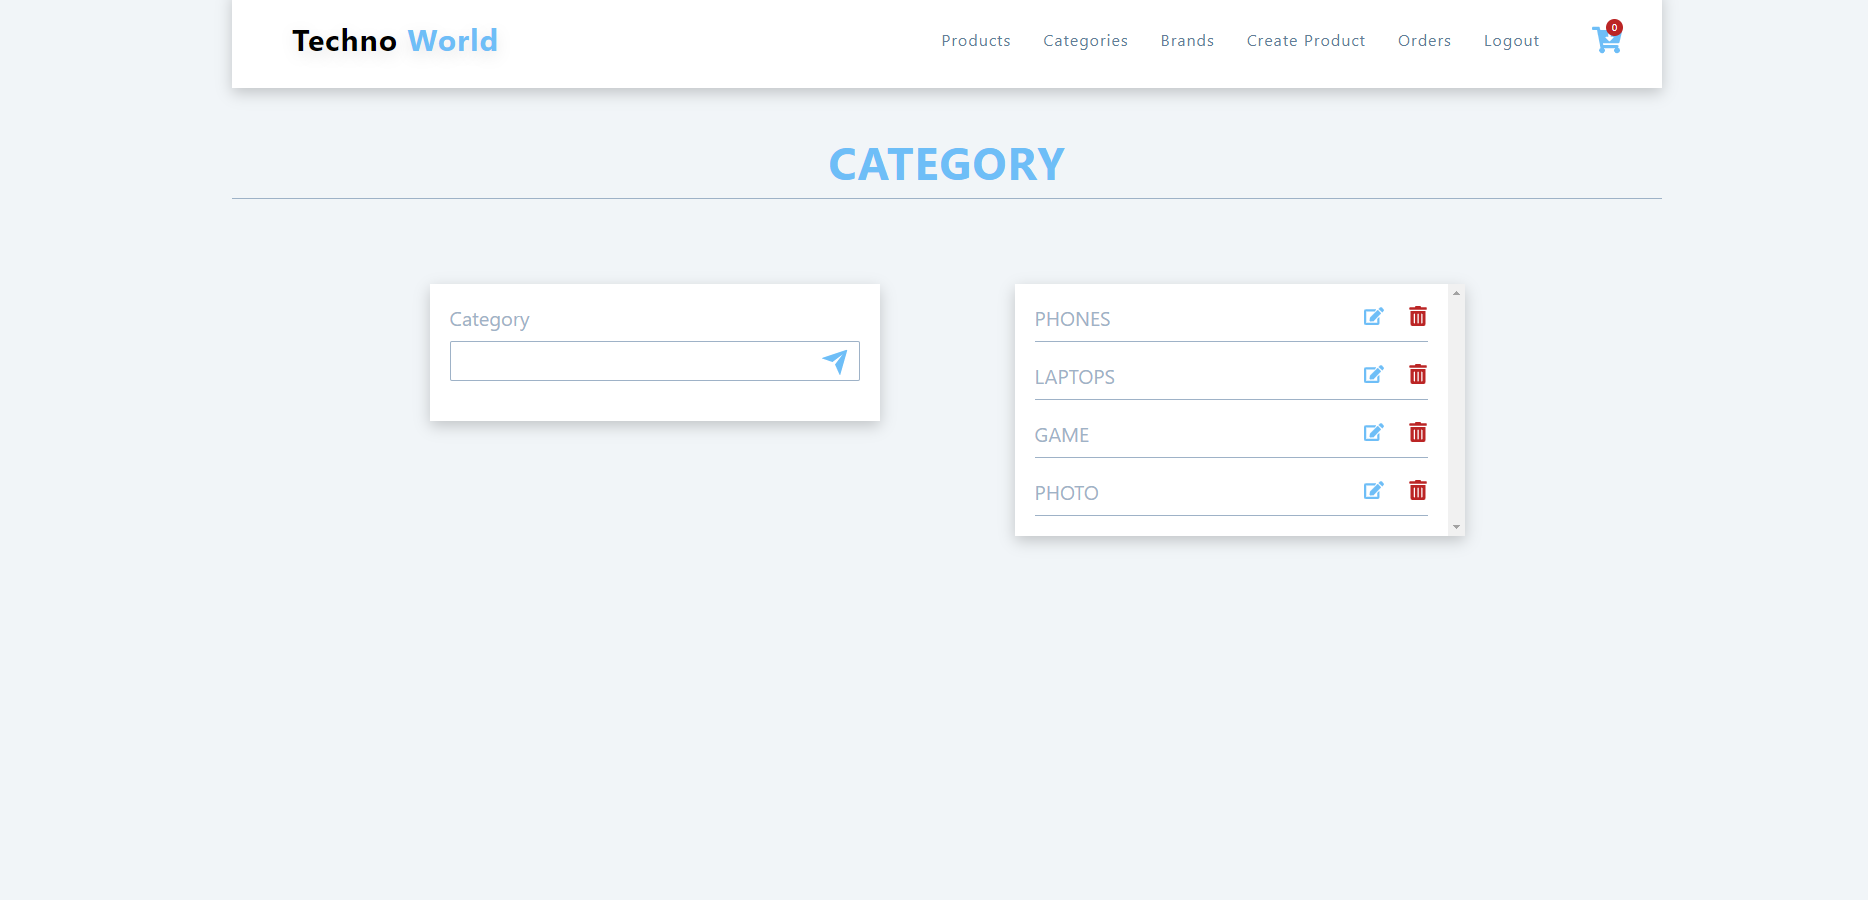 Techno World
Products Categories Brands Create Product Orders Logout 0
CATEGORY
Category
PHONES
LAPTOPS
GAME
PHOTO